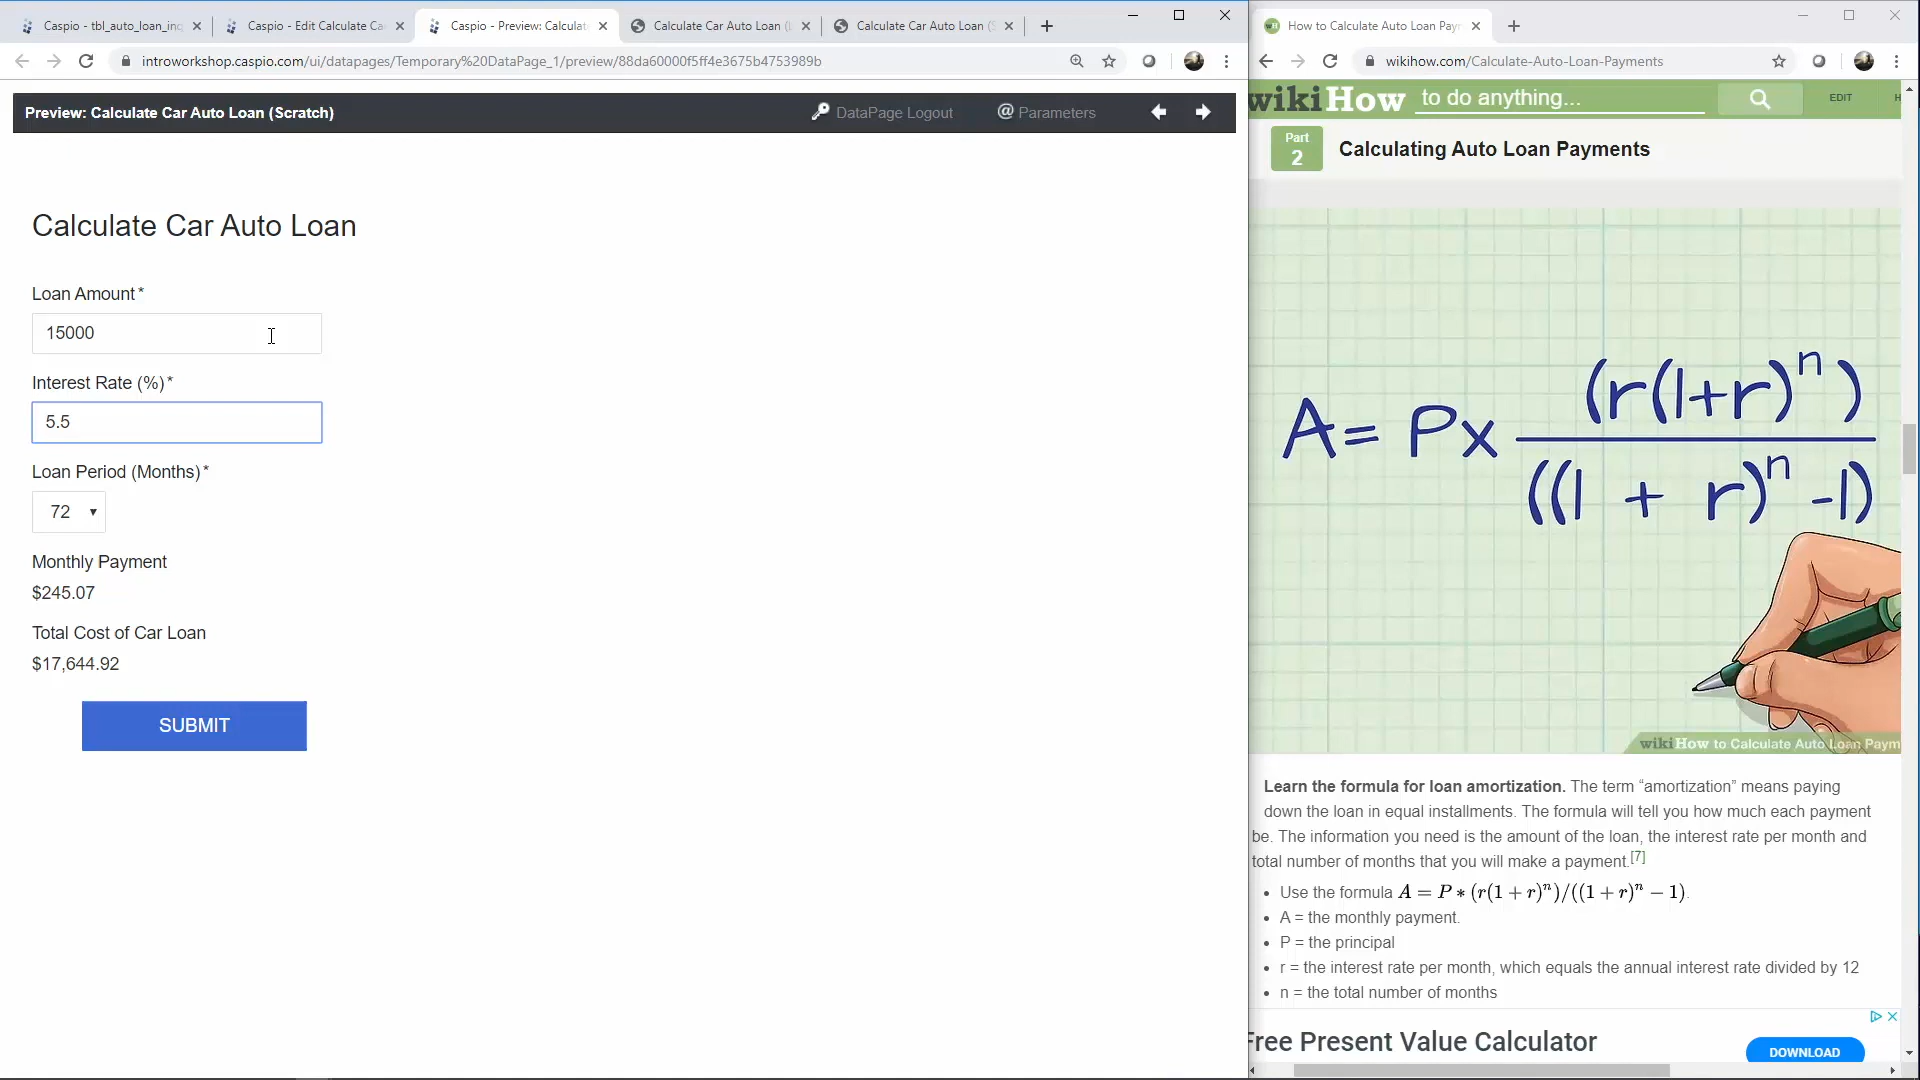 Caspio - tbl_auto_loan_inq
Caspio - Edit Calculate Ca
Caspio - Preview: Calculat
Calculate Car Auto Loan (
Calculate Car Auto Loan (
introworkshop.caspio.com/ui/datapages/Temporary%20DataPage_1/preview/88da60000f5ff4e3675b4753989b
Preview: Calculate Car Auto Loan (Scratch)
DataPage Logout
@ Parameters
Calculate Car Auto Loan
Loan Amount*
15000
Interest Rate (%)*
5.5
Loan Period (Months)*
72
Monthly Payment
$245.07
Total Cost of Car Loan
$17,644.92
SUBMIT
How to Calculate Auto Loan Pay
wikihow.com/Calculate-Auto-Loan-Payments
wikiHow to do anything... EDIT H
Part
2
Calculating Auto Loan Payments
(r(1+r)^n)
A= Px
((1 + r)^n -1)
wikiHow to Calculate Auto Loan Paym
Learn the formula for loan amortization. The term “amortization” means paying
down the loan in equal installments. The formula will tell you how much each payment
be. The information you need is the amount of the loan, the interest rate per month and
total number of months that you will make a payment.[7]
• Use the formula A = P * (r(1 + r)^n)/((1 + r)^n − 1).
• A = the monthly payment.
• P = the principal
• r = the interest rate per month, which equals the annual interest rate divided by 12
• n = the total number of months
Free Present Value Calculator
DOWNLOAD